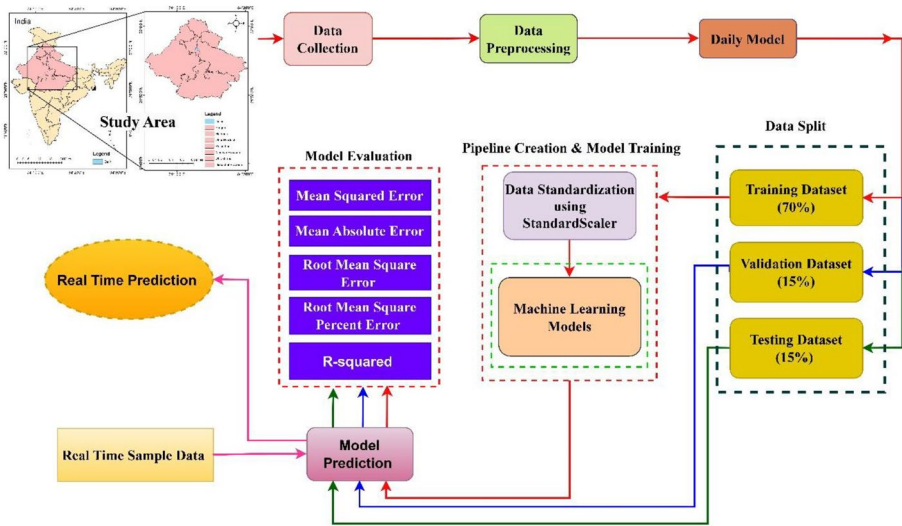 India
Study Area
Legend
Legend
Data
Collection
Data
Preprocessing
Daily Model
Data Split
Training Dataset
(70%)
Validation Dataset
(15%)
Testing Dataset
(15%)
Pipeline Creation & Model Training
Data Standardization
using
StandardScaler
Machine Learning
Models
Model Evaluation
Mean Squared Error
Mean Absolute Error
Root Mean Square
Error
Root Mean Square
Percent Error
R-squared
Real Time Prediction
Real Time Sample Data
Model
Prediction